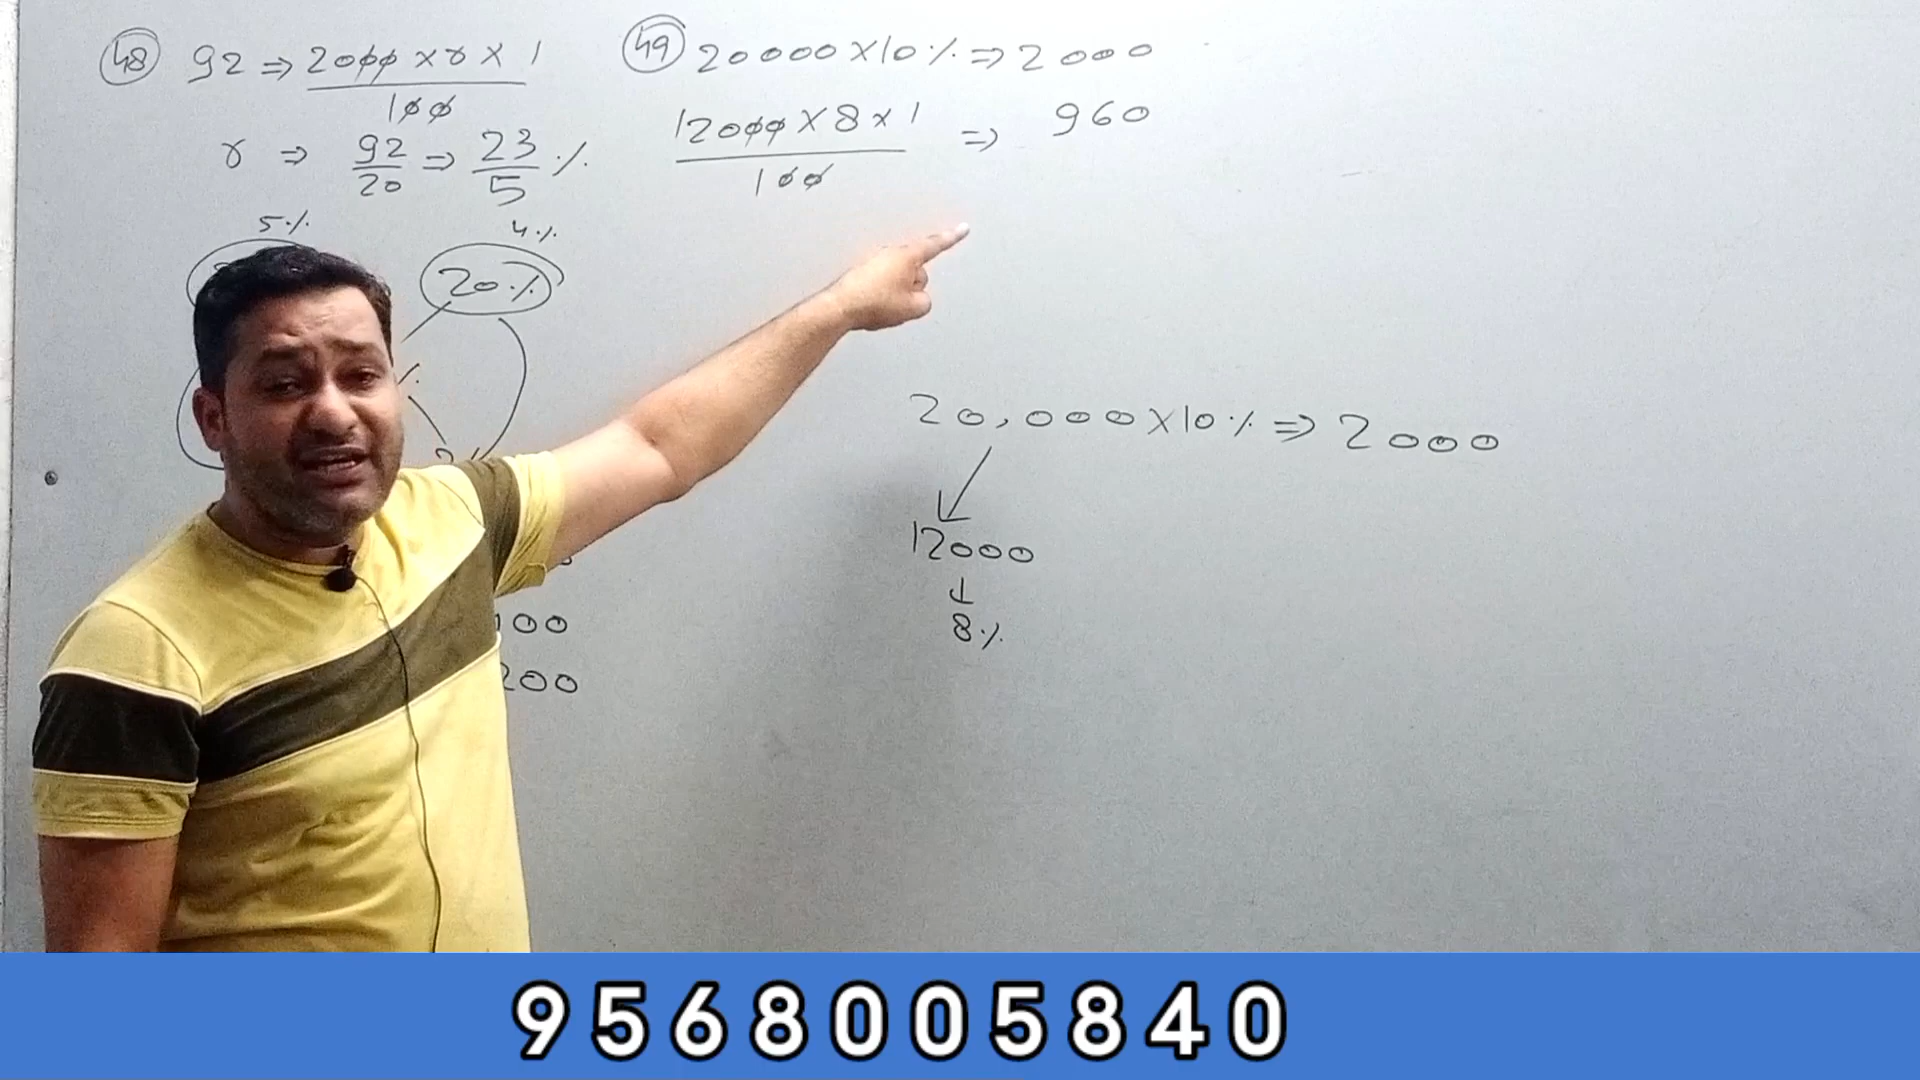 48 92 ⇒ 2000 × r × 1
100
r ⇒ 92/20 ⇒ 23/5 %
5% 4%
20%
%
100
200
49 20000 × 10% ⇒ 2000
12000 × 8 × 1 ⇒ 960
100
20,000 × 10% ⇒ 2000
12000
8%
9568005840